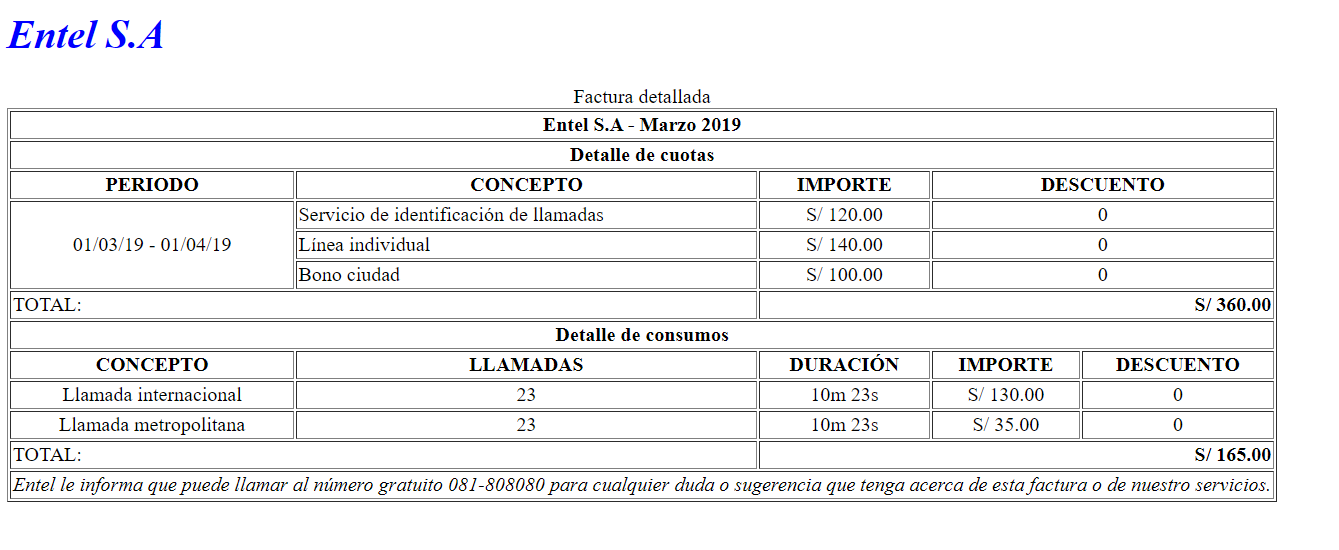 Entel S.A
Factura detallada
Entel S.A - Marzo 2019
Detalle de cuotas
PERIODO CONCEPTO IMPORTE DESCUENTO
01/03/19 - 01/04/19
Servicio de identificación de llamadas S/ 120.00 0
Línea individual S/ 140.00 0
Bono ciudad S/ 100.00 0
TOTAL: S/ 360.00
Detalle de consumos
CONCEPTO LLAMADAS DURACIÓN IMPORTE DESCUENTO
Llamada internacional 23 10m 23s S/ 130.00 0
Llamada metropolitana 23 10m 23s S/ 35.00 0
TOTAL: S/ 165.00
Entel le informa que puede llamar al número gratuito 081-808080 para cualquier duda o sugerencia que tenga acerca de esta factura o de nuestro servicios.